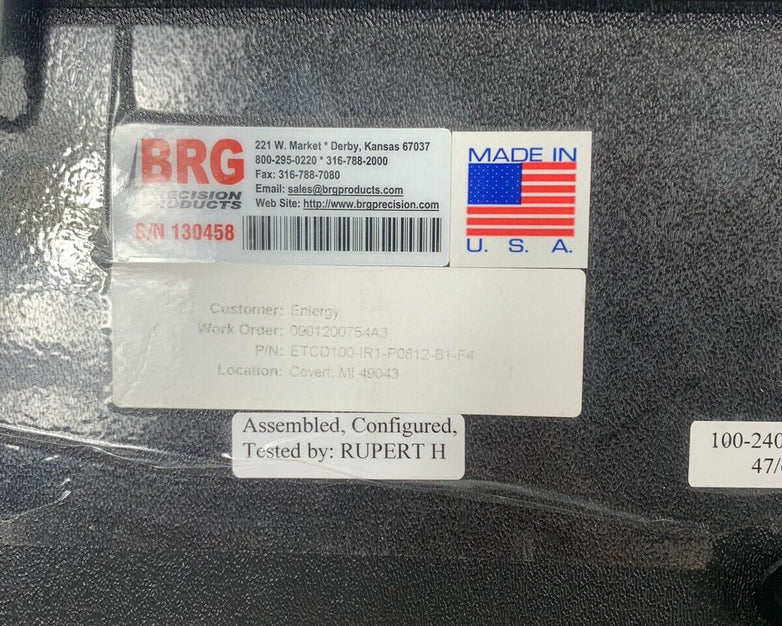 BRG
PRECISION
PRODUCTS
221 W. Market * Derby, Kansas 67037
800-295-0220 * 316-788-2000
Fax: 316-788-7080
Email: sales@brgproducts.com
Web Site: http://www.brgprecision.com
S/N 130458
MADE IN
U. S. A.
Customer: Entergy
Work Order: 0901200754A3
P/N: ETCD100-IR1-P0812-B1-F4
Location: Covert, MI 49043
Assembled, Configured,
Tested by: RUPERT H
100-240
47/